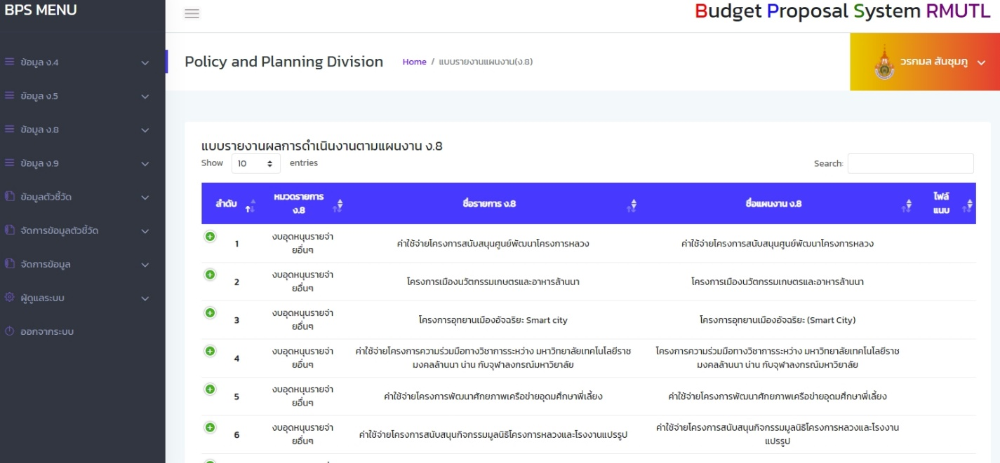 BPS MENU
Budget Proposal System RMUTL
ข้อมูล ง.4
ข้อมูล ง.5
ข้อมูล ง.8
ข้อมูล ง.9
ข้อมูลตัวชี้วัด
จัดการข้อมูลตัวชี้วัด
จัดการข้อมูล
ผู้ดูแลระบบ
ออกจากระบบ
Policy and Planning Division
Home / แบบรายงานแผนงาน(ง.8)
วรกมล สันชุมภู
แบบรายงานผลการดำเนินงานตามแผนงาน ง.8
Show 10 entries
Search:
ลำดับ
หมวดรายการ
ง.8
ชื่อรายการ ง.8
ชื่อแผนงาน ง.8
ไฟล์
แนบ
1
งบอุดหนุนรายจ่า
ยอื่นๆ
ค่าใช้จ่ายโครงการสนับสนุนศูนย์พัฒนาโครงการหลวง
ค่าใช้จ่ายโครงการสนับสนุนศูนย์พัฒนาโครงการหลวง
2
งบอุดหนุนรายจ่า
ยอื่นๆ
โครงการเมืองนวัตกรรมเกษตรและอาหารล้านนา
โครงการเมืองนวัตกรรมเกษตรและอาหารล้านนา
3
งบอุดหนุนรายจ่า
ยอื่นๆ
โครงการอุทยานเมืองอัจฉริยะ Smart city
โครงการอุทยานเมืองอัจฉริยะ (Smart City)
4
งบอุดหนุนรายจ่า
ยอื่นๆ
ค่าใช้จ่ายโครงการความร่วมมือทางวิชาการระหว่าง มหาวิทยาลัยเทคโนโลยีราช
มงคลล้านนา น่าน กับจุฬาลงกรณ์มหาวิยาลัย
โครงการความร่วมมือทางวิชาการระหว่าง มหาวิทยาลัยเทคโนโลยีราช
มงคลล้านนา น่าน กับจุฬาลงกรณ์มหาวิยาลัย
5
งบอุดหนุนรายจ่า
ยอื่นๆ
ค่าใช้จ่ายโครงการพัฒนาศักยภาพเครือข่ายอุดมศึกษาพี่เลี้ยง
ค่าใช้จ่ายโครงการพัฒนาศักยภาพเครือข่ายอุดมศึกษาพี่เลี้ยง
6
งบอุดหนุนรายจ่า
ยอื่นๆ
ค่าใช้จ่ายโครงการสนับสนุนกิจกรรมมูลนิธิโครงการหลวงและโรงงานแปรรูป
ค่าใช้จ่ายโครงการสนับสนุนกิจกรรมมูลนิธิโครงการหลวงและโรงงาน
แปรรูป